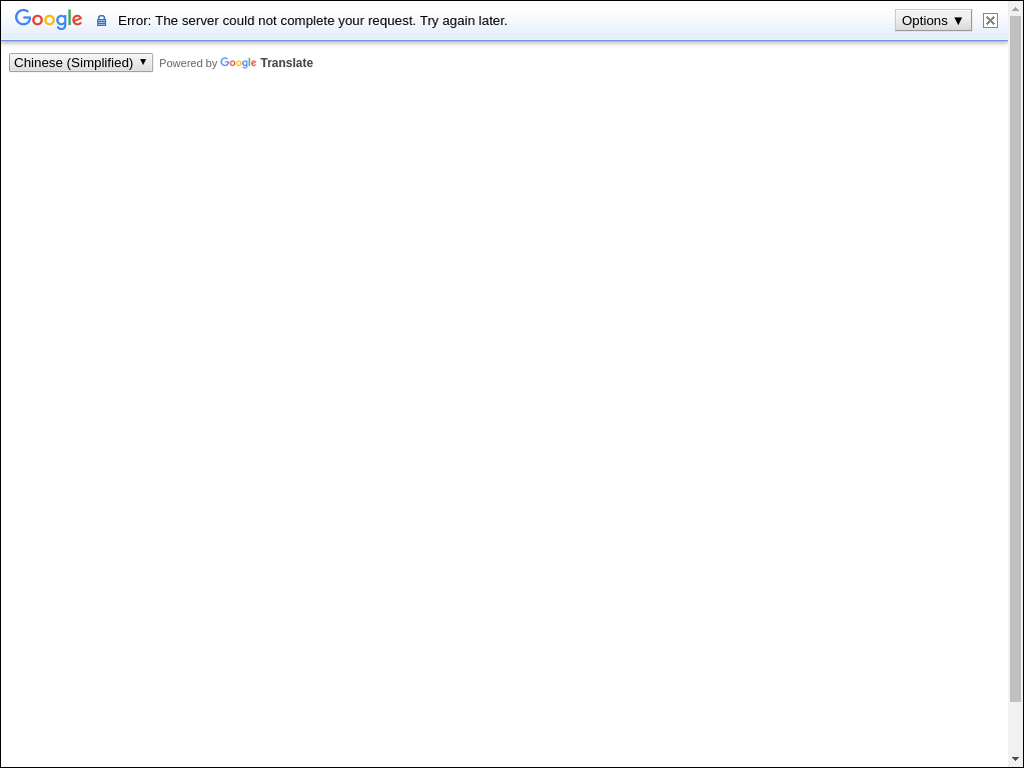 Google Error: The server could not complete your request. Try again later. Options ▼
Chinese (Simplified) ▼ Powered by Google Translate